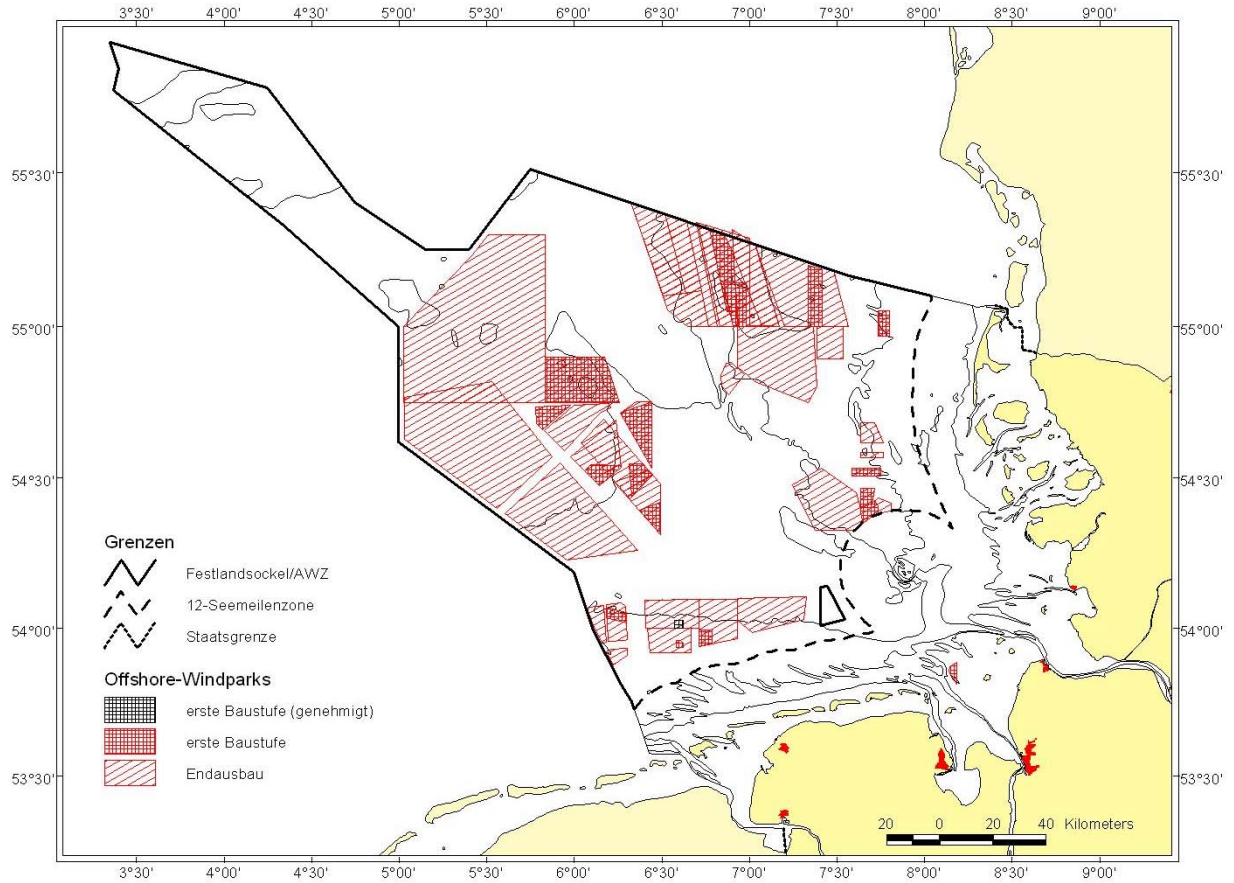 3°30' 4°00' 4°30' 5°00' 5°30' 6°00' 6°30' 7°00' 7°30' 8°00' 8°30' 9°00'
55°30' 55°30'
55°00' 55°00'
54°30' 54°30'
54°00' 54°00'
53°30' 53°30'
Grenzen
Festlandsockel/AWZ
12-Seemeilenzone
Staatsgrenze
Offshore-Windparks
erste Baustufe (genehmigt)
erste Baustufe
Endausbau
20 0 20 40 Kilometers
3°30' 4°00' 4°30' 5°00' 5°30' 6°00' 6°30' 7°00' 7°30' 8°00' 8°30' 9°00'